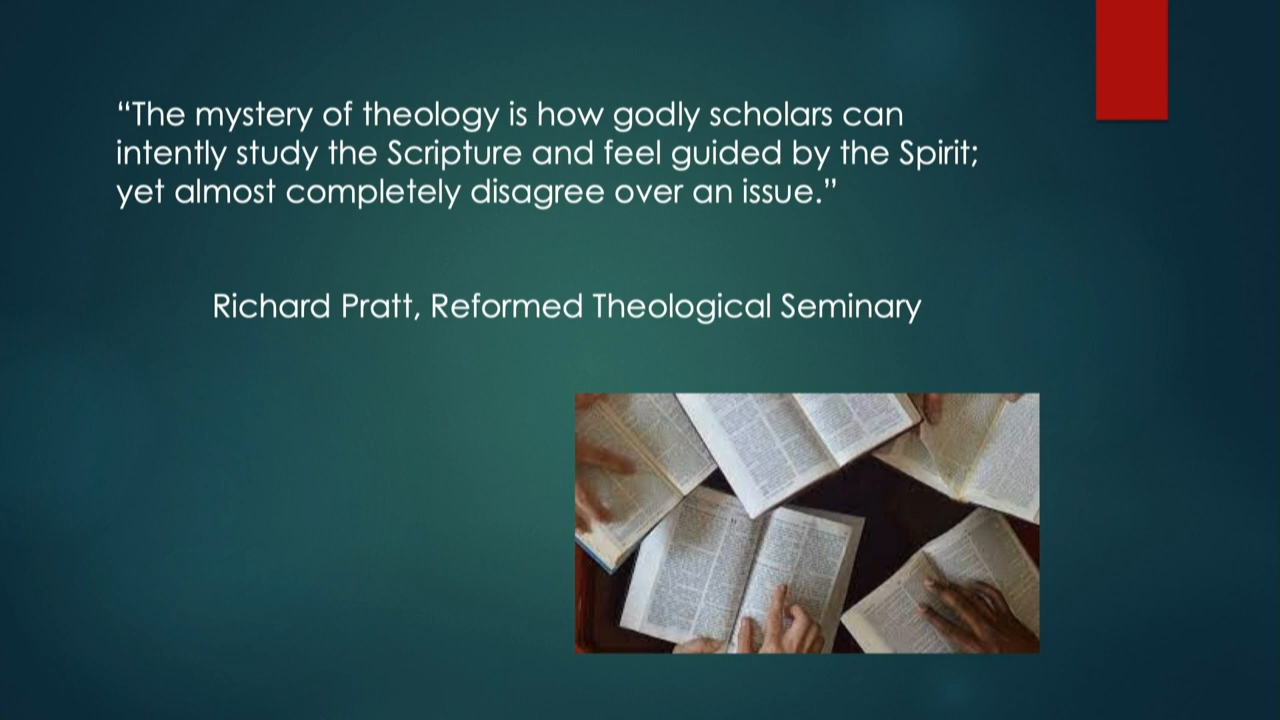 “The mystery of theology is how godly scholars can
intently study the Scripture and feel guided by the Spirit;
yet almost completely disagree over an issue.”
Richard Pratt, Reformed Theological Seminary